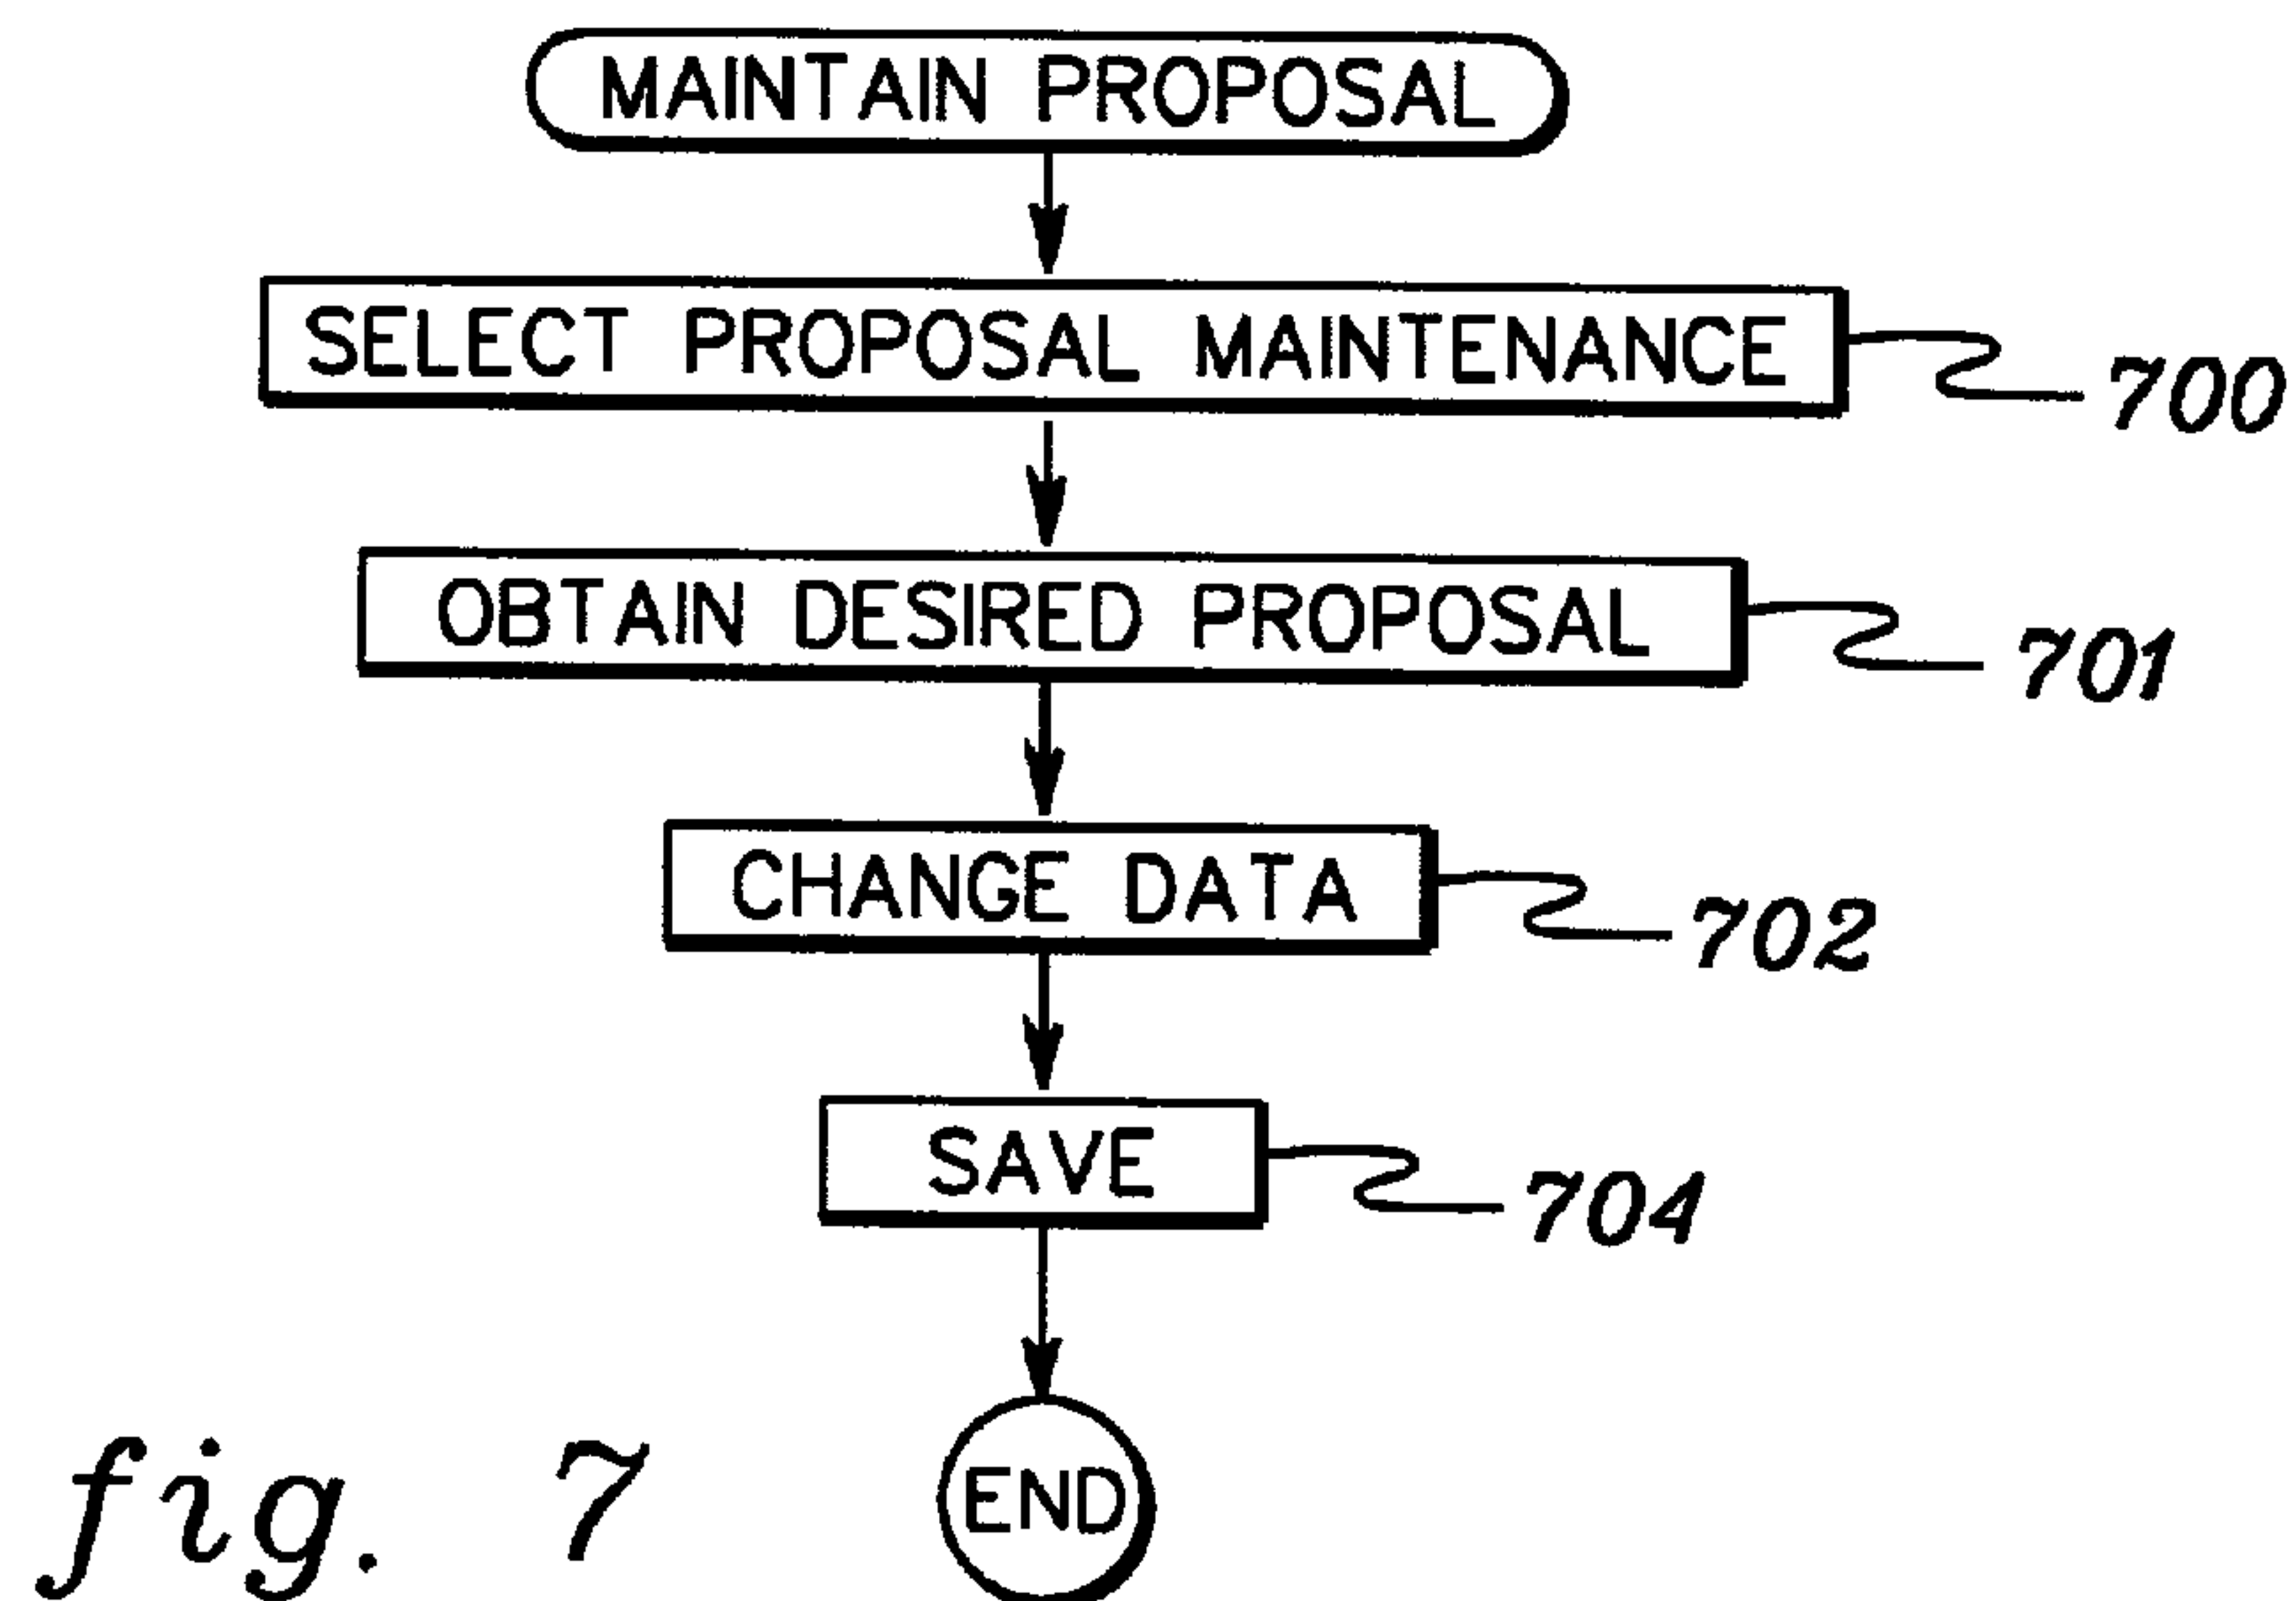 MAINTAIN PROPOSAL
SELECT PROPOSAL MAINTENANCE
700
OBTAIN DESIRED PROPOSAL
701
CHANGE DATA
702
SAVE
704
END
fig. 7